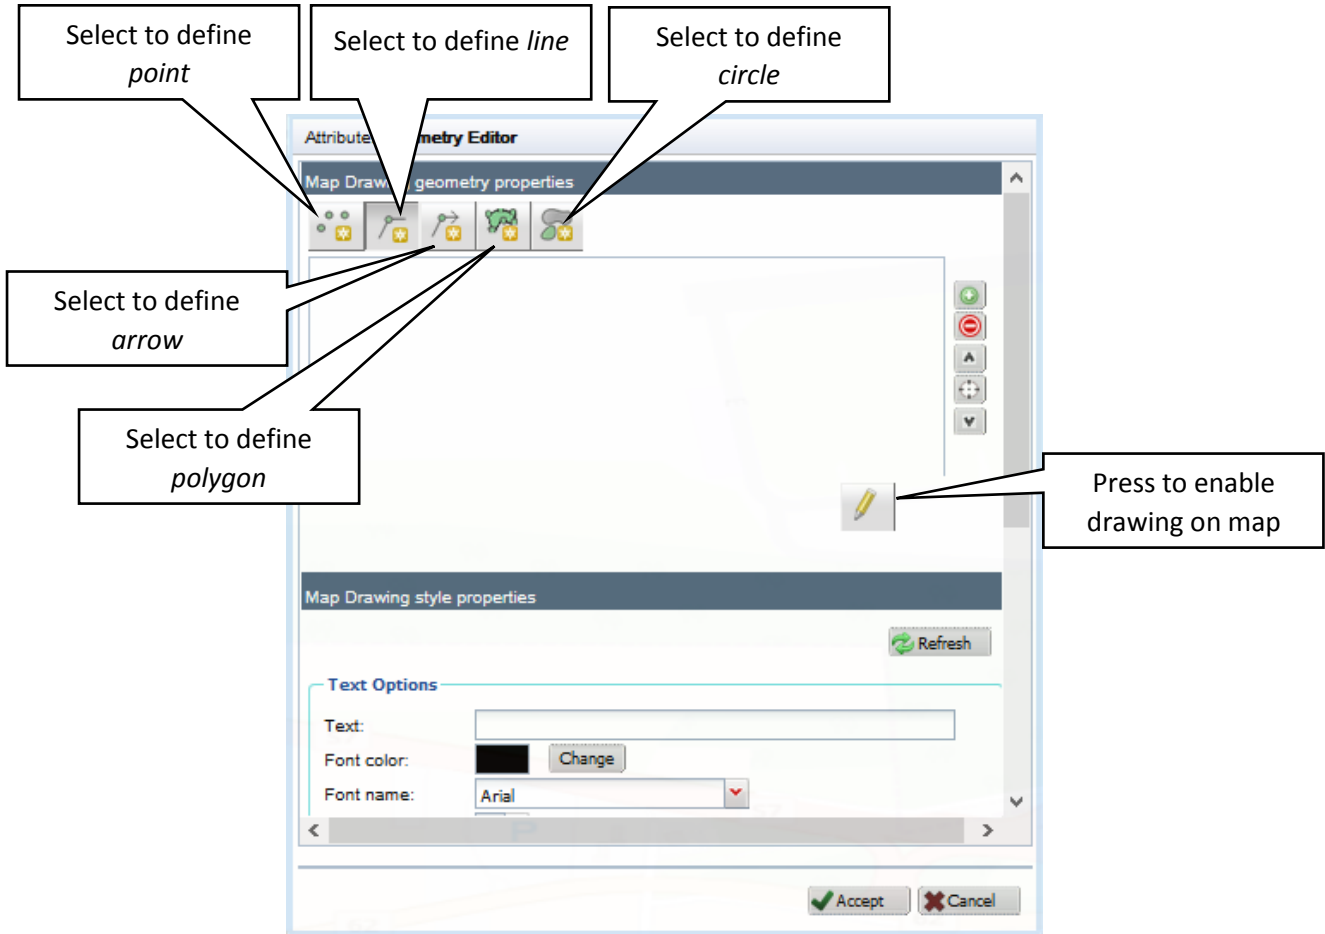 Select to define
point
Select to define line
Select to define
circle
Attribute metry Editor
Map Drawing geometry properties
Select to define
arrow
Select to define
polygon
Press to enable
drawing on map
Map Drawing style properties
Refresh
Text Options
Text:
Font color:
Change
Font name:
Arial
Accept
Cancel